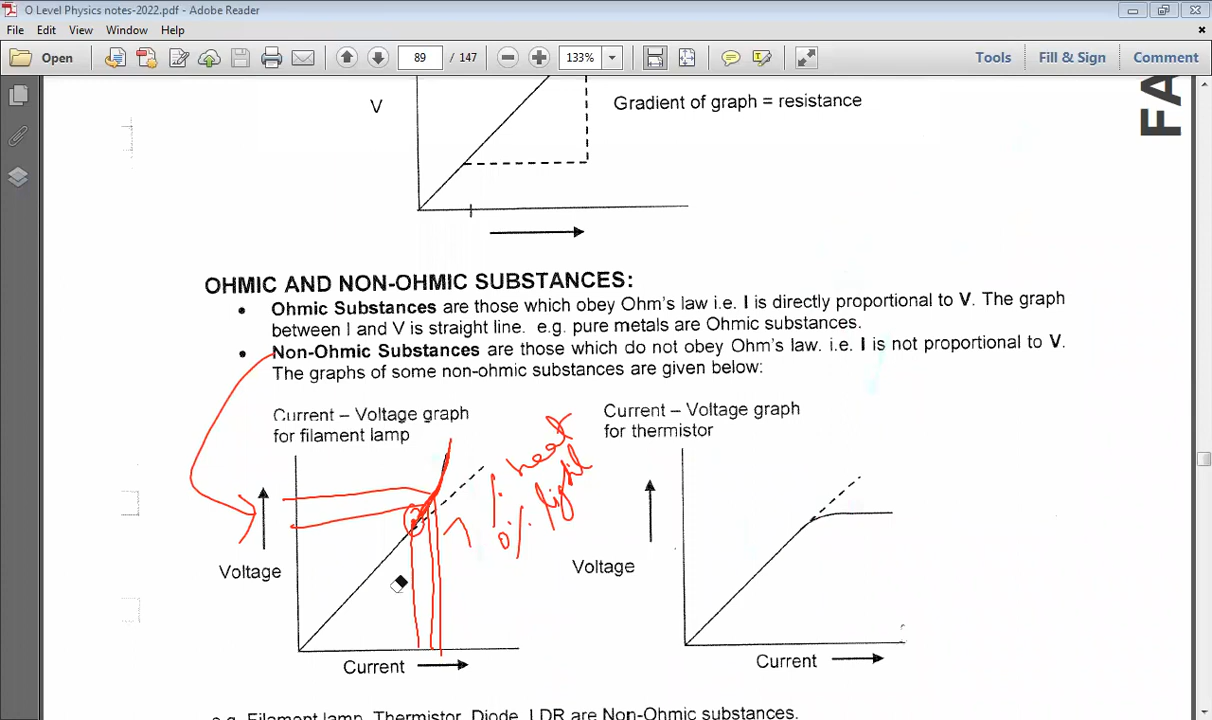 O Level Physics notes-2022.pdf - Adobe Reader
File Edit View Window Help
Open 89 / 147 133% Tools Fill & Sign Comment
FA
V
Gradient of graph = resistance
OHMIC AND NON-OHMIC SUBSTANCES:
• Ohmic Substances are those which obey Ohm's law i.e. I is directly proportional to V. The graph
between I and V is straight line. e.g. pure metals are Ohmic substances.
• Non-Ohmic Substances are those which do not obey Ohm's law. i.e. I is not proportional to V.
The graphs of some non-ohmic substances are given below:
Current – Voltage graph
for filament lamp
Current – Voltage graph
for thermistor
% heat
% light
Voltage
Voltage
Current
Current
e.g. Filament lamp, Thermistor, Diode, LDR are Non-Ohmic substances.